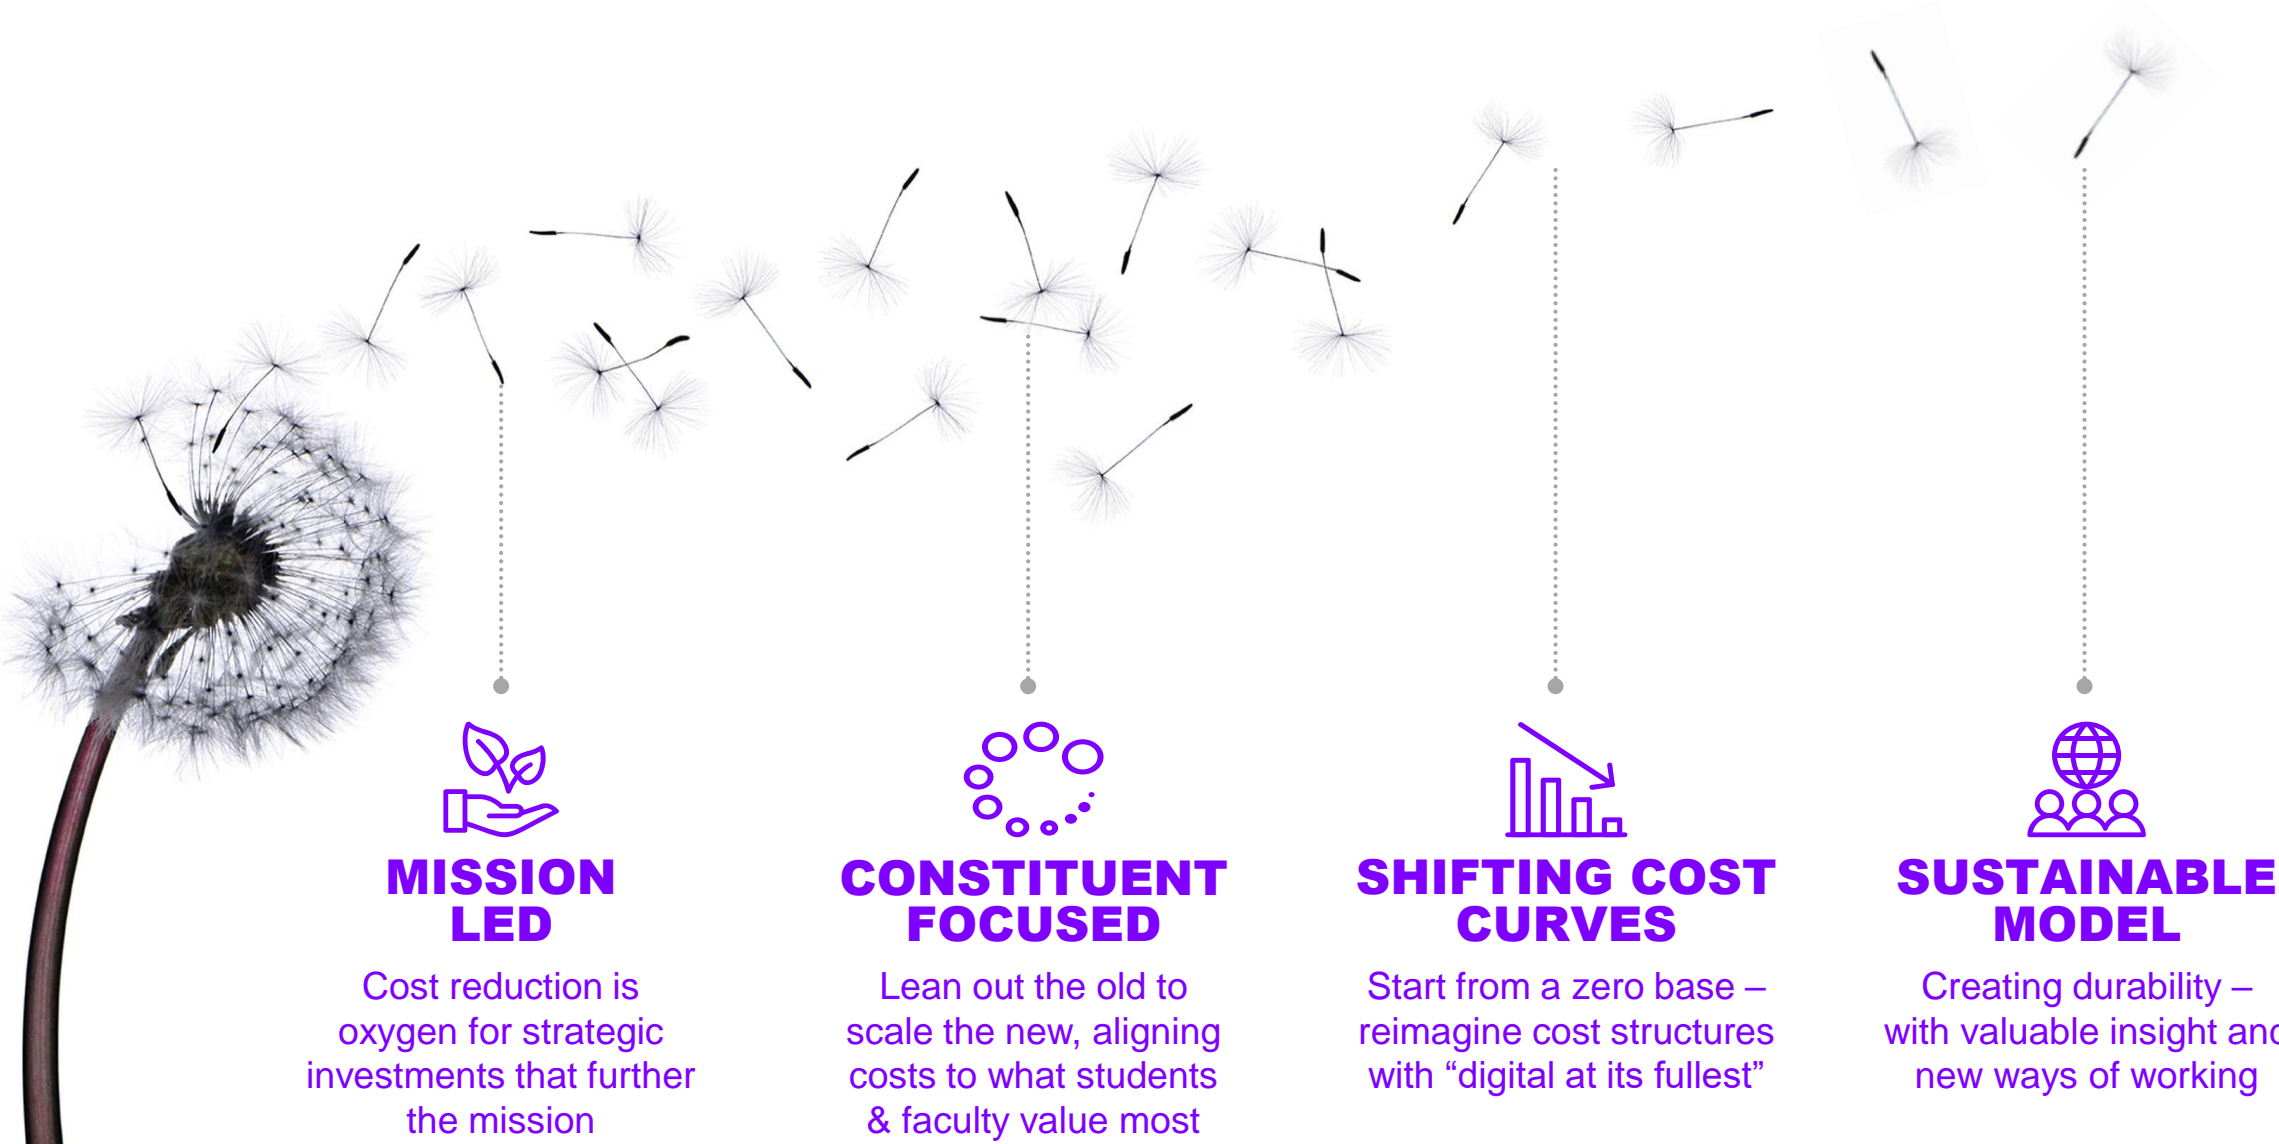 MISSION
LED
Cost reduction is
oxygen for strategic
investments that further
the mission
CONSTITUENT
FOCUSED
Lean out the old to
scale the new, aligning
costs to what students
& faculty value most
SHIFTING COST
CURVES
Start from a zero base –
reimagine cost structures
with “digital at its fullest”
SUSTAINABLE
MODEL
Creating durability –
with valuable insight and
new ways of working